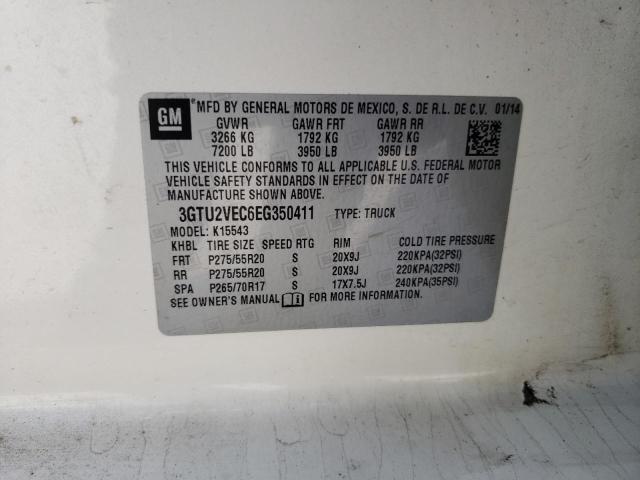 GM ®MFD BY GENERAL MOTORS DE MEXICO, S. DE R.L. DE C.V. 01/14
GVWR GAWR FRT GAWR RR
3266 KG 1792 KG 1792 KG
7200 LB 3950 LB 3950 LB
THIS VEHICLE CONFORMS TO ALL APPLICABLE U.S. FEDERAL MOTOR
VEHICLE SAFETY STANDARDS IN EFFECT ON THE DATE OF
MANUFACTURE SHOWN ABOVE.
3GTU2VEC6EG350411 TYPE: TRUCK
MODEL: K15543
KHBL TIRE SIZE SPEED RTG RIM COLD TIRE PRESSURE
FRT P275/55R20 S 20X9J 220KPA(32PSI)
RR P275/55R20 S 20X9J 220KPA(32PSI)
SPA P265/70R17 S 17X7.5J 240KPA(35PSI)
SEE OWNER'S MANUAL FOR MORE INFORMATION.